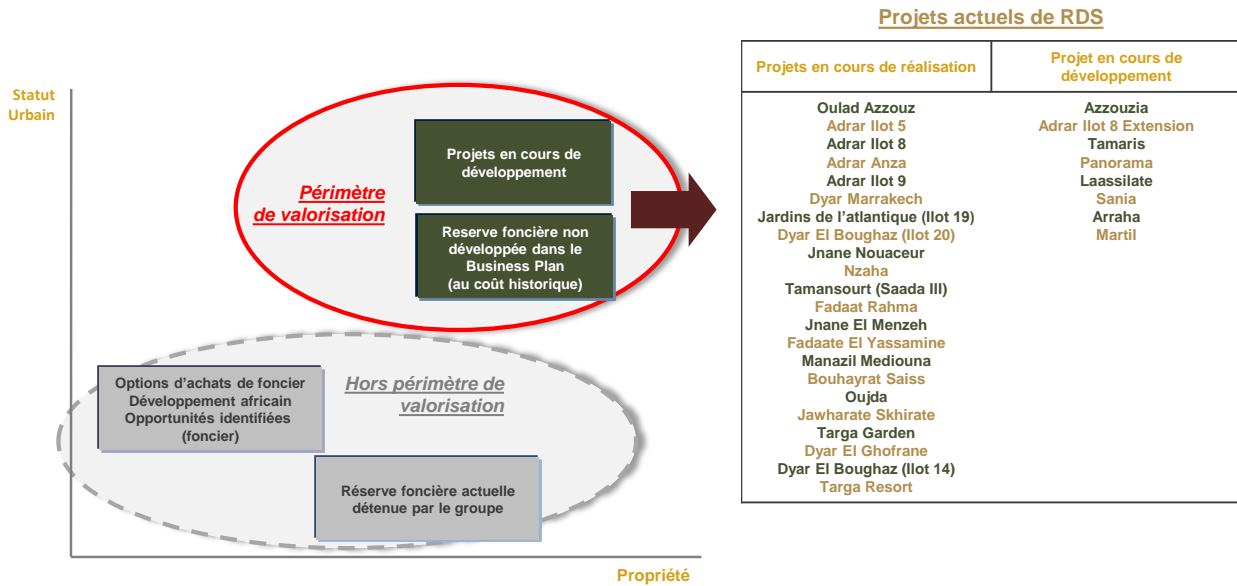 Projets actuels de RDS
Statut
Urbain
Périmètre
de valorisation
Projets en cours de
développement
Reserve foncière non
développée dans le
Business Plan
(au coût historique)
Options d'achats de foncier
Développement africain
Opportunités identifiées
(foncier)
Hors périmètre de
valorisation
Réserve foncière actuelle
détenue par le groupe
Propriété
Projets en cours de réalisation
Projet en cours de
développement
Oulad Azzouz
Adrar Ilot 5
Adrar Ilot 8
Adrar Anza
Adrar Ilot 9
Dyar Marrakech
Jardins de l'atlantique (Ilot 19)
Dyar El Boughaz (Ilot 20)
Jnane Nouaceur
Nzaha
Tamansourt (Saada III)
Fadaat Rahma
Jnane El Menzeh
Fadaate El Yassamine
Manazil Mediouna
Bouhayrat Saiss
Oujda
Jawharate Skhirate
Targa Garden
Dyar El Ghofrane
Dyar El Boughaz (Ilot 14)
Targa Resort
Azzouzia
Adrar Ilot 8 Extension
Tamaris
Panorama
Laassilate
Sania
Arraha
Martil